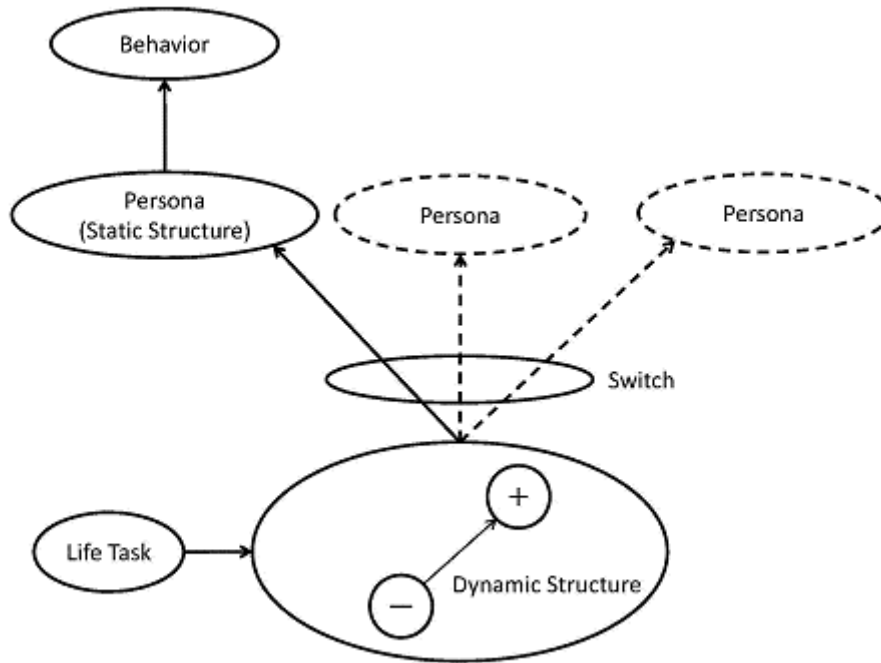 Behavior
Persona
(Static Structure)
Persona
Persona
Switch
+
Life Task
Dynamic Structure
−